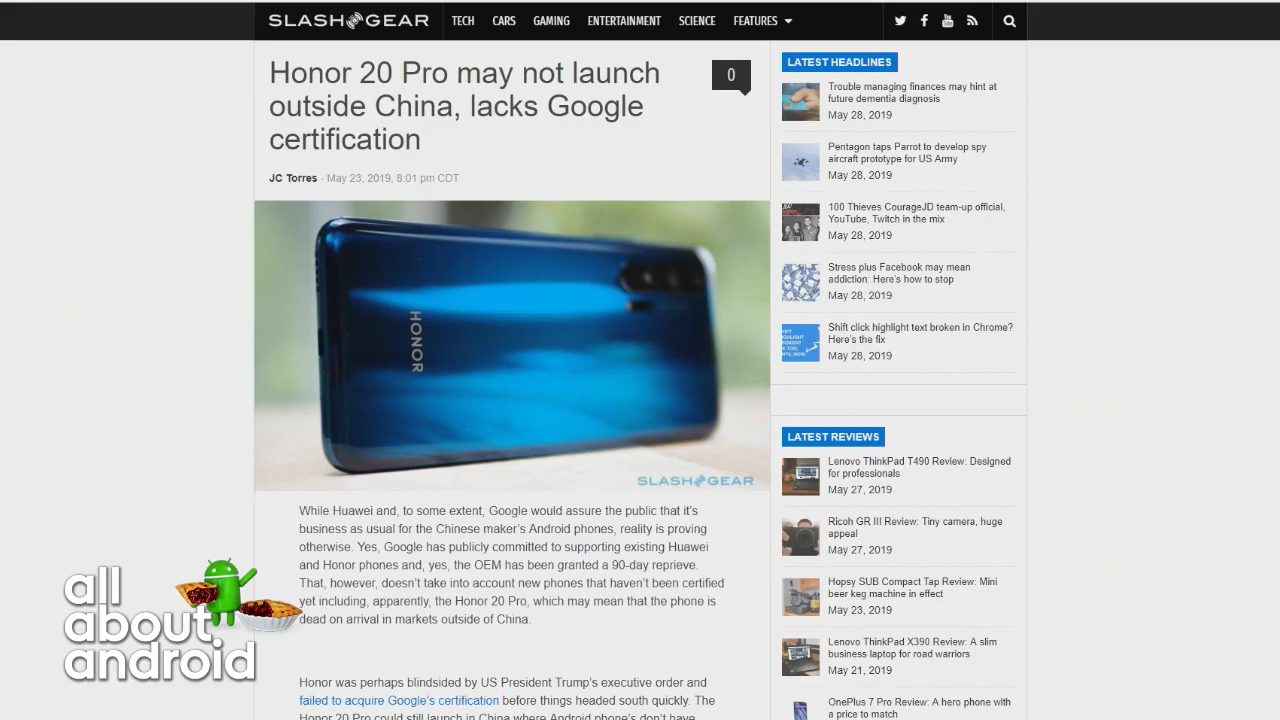 SLASHGEAR
TECH
CARS
GAMING
ENTERTAINMENT
SCIENCE
FEATURES
Honor 20 Pro may not launch
outside China, lacks Google
certification
0
JC Torres - May 23, 2019, 8:01 pm CDT
HONOR
SLASHGEAR
While Huawei and, to some extent, Google would assure the public that it's
business as usual for the Chinese maker's Android phones, reality is proving
otherwise. Yes, Google has publicly committed to supporting existing Huawei
and Honor phones and, yes, the OEM has been granted a 90-day reprieve.
That, however, doesn't take into account new phones that haven't been certified
yet including, apparently, the Honor 20 Pro, which may mean that the phone is
dead on arrival in markets outside of China.
Honor was perhaps blindsided by US President Trump's executive order and
failed to acquire Google's certification before things headed south quickly. The
Honor 20 Pro could still launch in China where Android phone's don't have
LATEST HEADLINES
Trouble managing finances may hint at
future dementia diagnosis
May 28, 2019
Pentagon taps Parrot to develop spy
aircraft prototype for US Army
May 28, 2019
100 Thieves CourageJD team-up official,
YouTube, Twitch in the mix
May 28, 2019
Stress plus Facebook may mean
addiction: Here's how to stop
May 28, 2019
Shift click highlight text broken in Chrome?
Here's the fix
May 28, 2019
LATEST REVIEWS
Lenovo ThinkPad T490 Review: Designed
for professionals
May 27, 2019
Ricoh GR III Review: Tiny camera, huge
appeal
May 27, 2019
Hopsy SUB Compact Tap Review: Mini
beer keg machine in effect
May 23, 2019
Lenovo ThinkPad X390 Review: A slim
business laptop for road warriors
May 21, 2019
OnePlus 7 Pro Review: A hero phone with
a price to match
all
about
android